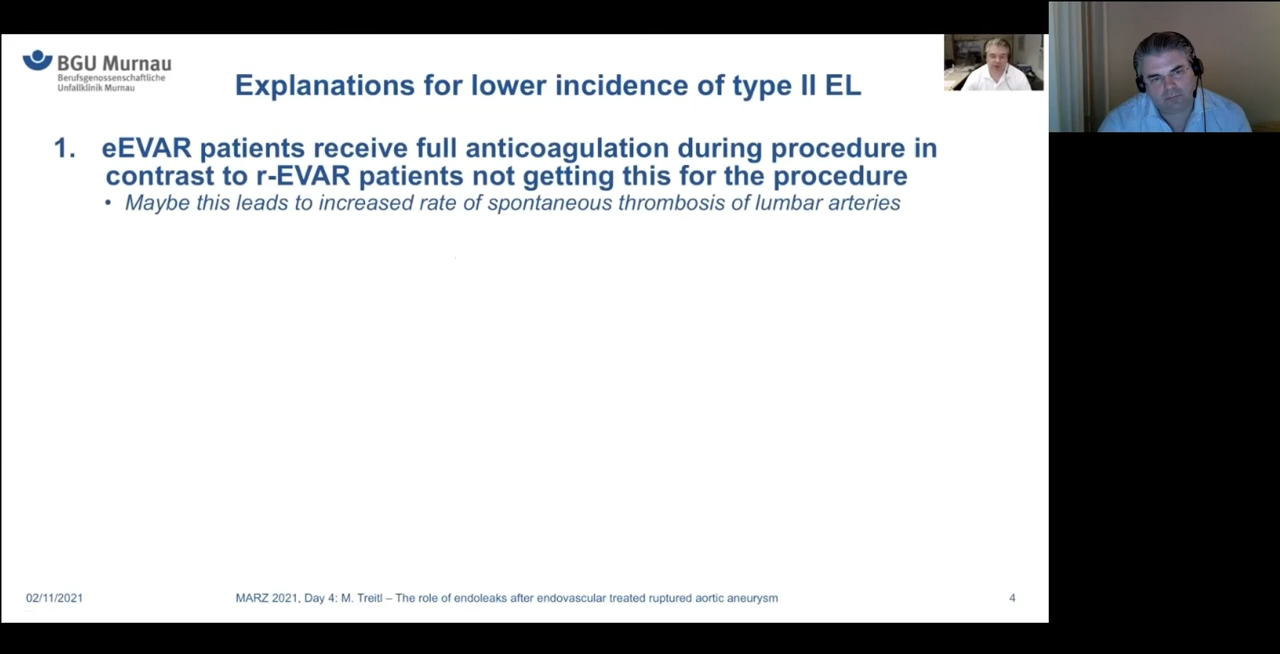 BGU Murnau
Berufsgenossenschaftliche
Unfallklinik Murnau
Explanations for lower incidence of type II EL
1. eEVAR patients receive full anticoagulation during procedure in
contrast to r-EVAR patients not getting this for the procedure
• Maybe this leads to increased rate of spontaneous thrombosis of lumbar arteries
02/11/2021
MARZ 2021, Day 4: M. Treitl – The role of endoleaks after endovascular treated ruptured aortic aneurysm
4